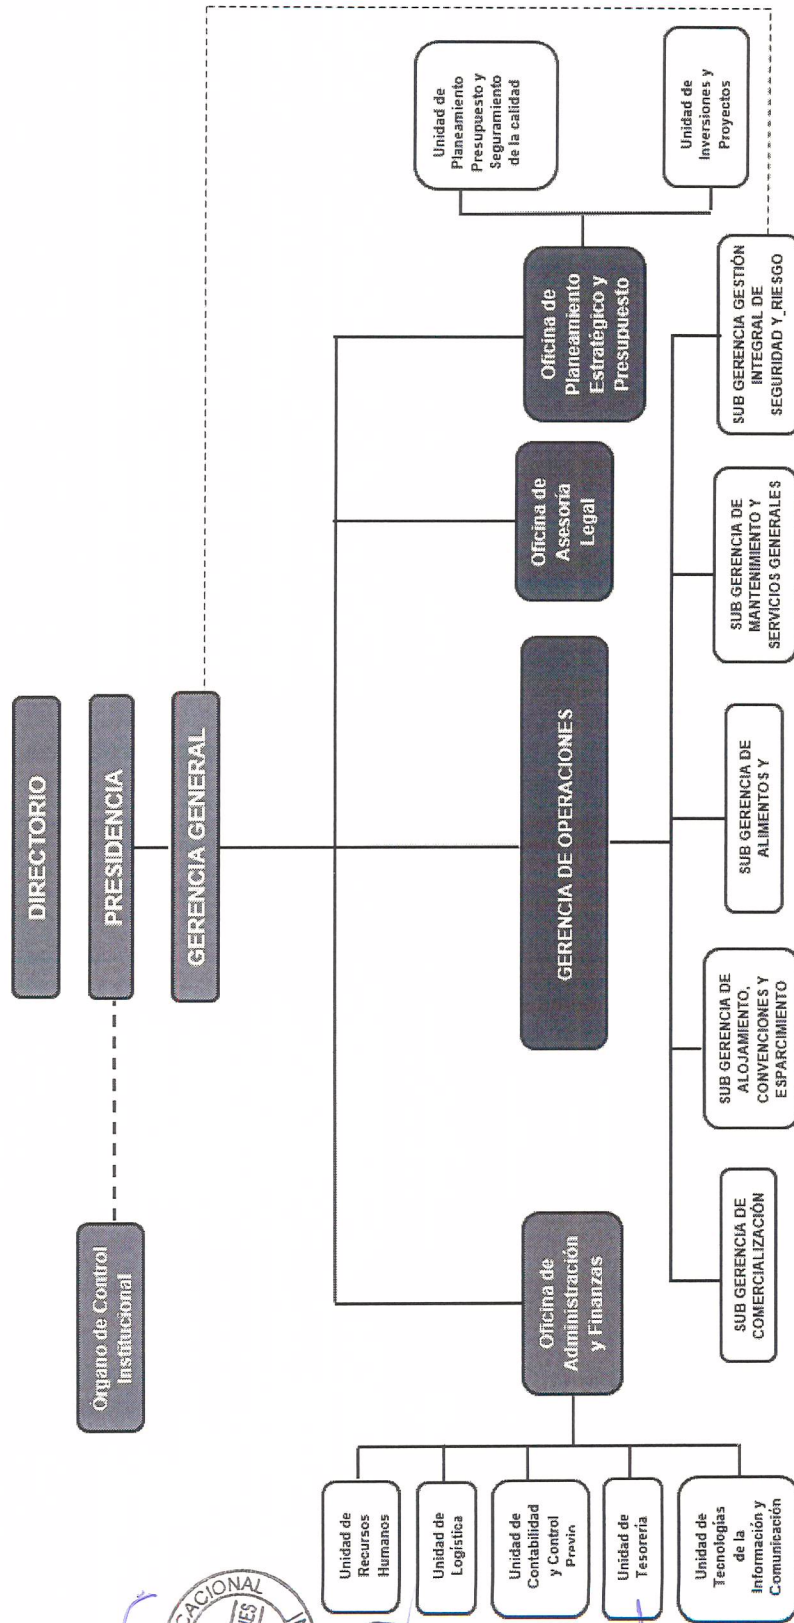 DIRECTORIO
PRESIDENCIA
Organo de Control
Institucional
GERENCIA GENERAL
Oficina de
Administración
y Finanzas
GERENCIA DE OPERACIONES
Oficina de
Asesoría
Legal
Oficina de
Planeamiento
Estratégico y
Presupuesto
Unidad de
Recursos
Humanos
Unidad de
Logística
Unidad de
Contabilidad
y Control
Previo
Unidad de
Tesorería
Unidad de
Tecnologías
de la
Información y
Comunicación
Unidad de
Planeamiento
Presupuesto y
Seguramiento
de la calidad
Unidad de
Inversiones y
Proyectos
SUB GERENCIA DE
COMERCIALIZACIÓN
SUB GERENCIA DE
ALOJAMIENTO,
CONVENCIONES Y
ESPARCIMIENTO
SUB GERENCIA DE
ALIMENTOS Y
SUB GERENCIA DE
MANTENIMIENTO Y
SERVICIOS GENERALES
SUB GERENCIA GESTIÓN
INTEGRAL DE
SEGURIDAD Y_RIESGO